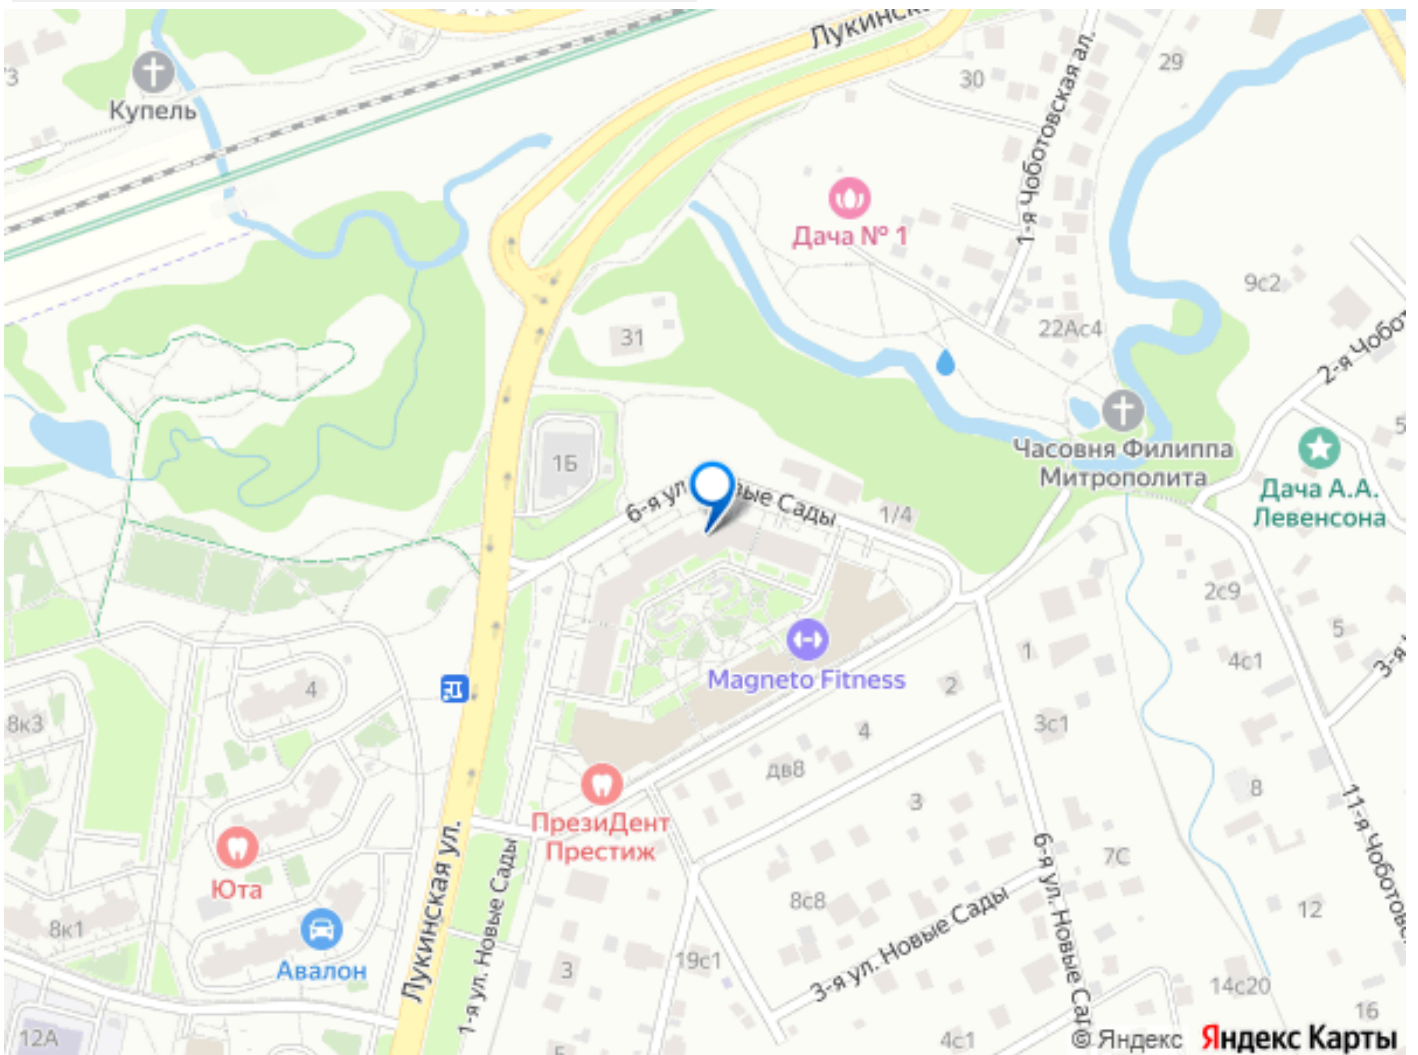 Лукинск
30
29
1-я Чоботовская ал.
Купель
Дача № 1
9с2
31
22Ас4
2-я Чобот
Часовня Филиппа
Митрополита
1Б
6-я ул
вые Сады
1/4
Дача А.А.
Левенсона
2с9
5
5
3-я
4с1
1
Magneto Fitness
2
4
8к3
4
3с1
дв8
3
8
ПрезиДент
Престиж
11-я Чоботовс
Юта
Лукинская ул.
1-я ул. Новые Сады
6-я ул. Новые Са
7С
8с8
12
8к1
Авалон
3
19с1
3-я ул. Новые Сады
14с20
16
12А
4с1
© Яндекс Яндекс Карты